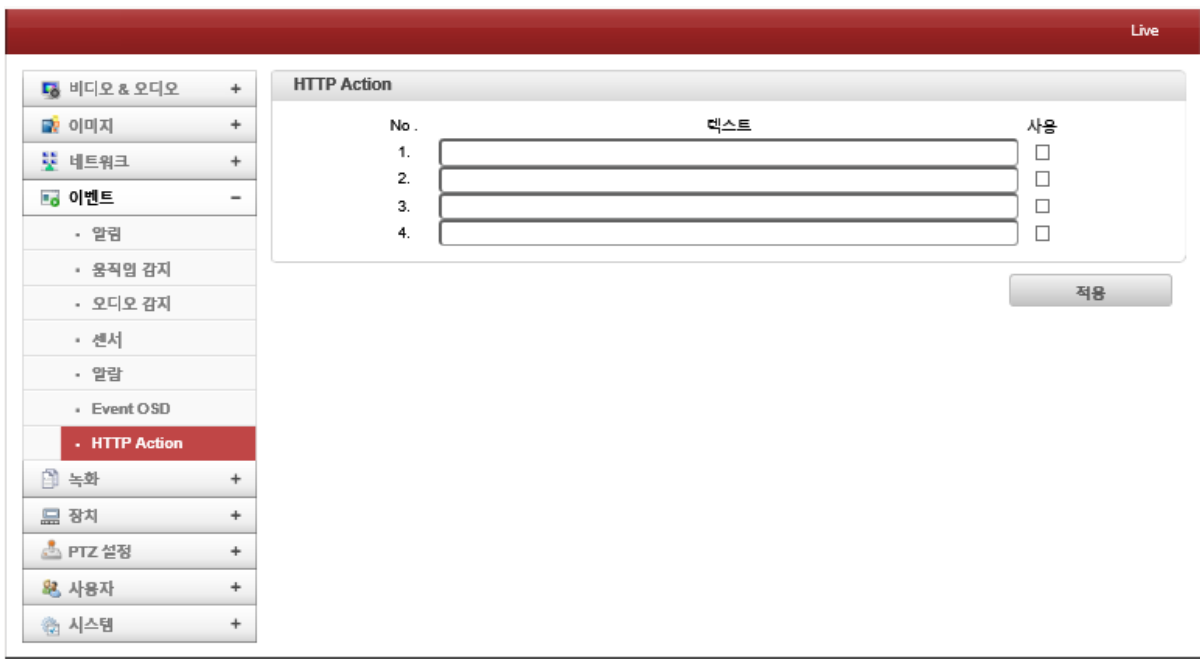 Live
비디오 & 오디오 +
이미지 +
네트워크 +
이벤트 -
알림
움직임 감지
오디오 감지
센서
알람
Event OSD
HTTP Action
녹화 +
장치 +
PTZ 설정 +
사용자 +
시스템 +
HTTP Action
No . 텍스트 사용
1.
2.
3.
4.
적용